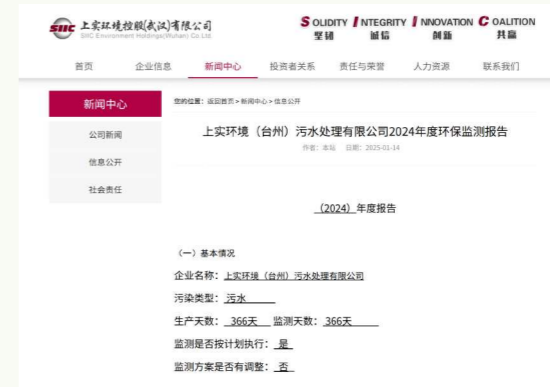 SIIC 上实环境控股(武汉)有限公司
SIIC Environment Holdings(Wuhan) Co Ltd
SOLIDITY INTEGRITY INNOVATION COALITION
坚韧 诚信 创新 共赢
首页 企业信息 新闻中心 投资者关系 责任与荣誉 人力资源 联系我们
新闻中心
公司新闻
信息公开
社会责任
您的位置：返回首页 > 新闻中心 > 信息公开
上实环境（台州）污水处理有限公司2024年度环保监测报告
作者：本站 日期：2025-01-14
（2024）年度报告
（一）基本情况
企业名称：上实环境（台州）污水处理有限公司
污染类型：污水
生产天数：366天 监测天数：366天
监测是否按计划执行：是
监测方案是否有调整：否